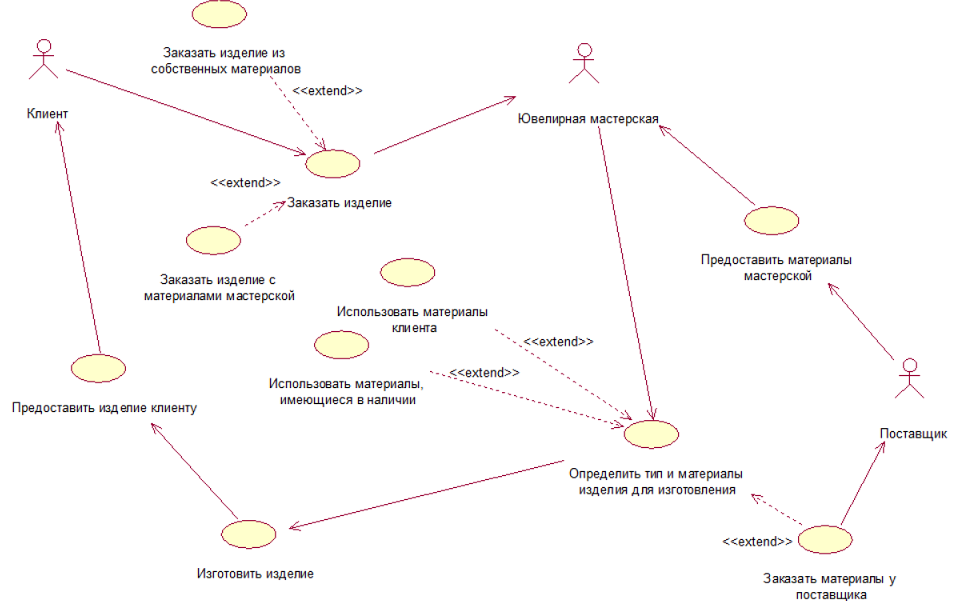 Заказать изделие из
собственных материалов
<<extend>>
Клиент
Ювелирная мастерская
<<extend>>
Заказать изделие
Предоставить материалы
мастерской
Заказать изделие с
материалами мастерской
Использовать материалы
клиента
<<extend>>
<<extend>>
Использовать материалы,
имеющиеся в наличии
Предоставить изделие клиенту
Поставщик
Определить тип и материалы
изделия для изготовления
<<extend>>
Изготовить изделие
Заказать материалы у
поставщика